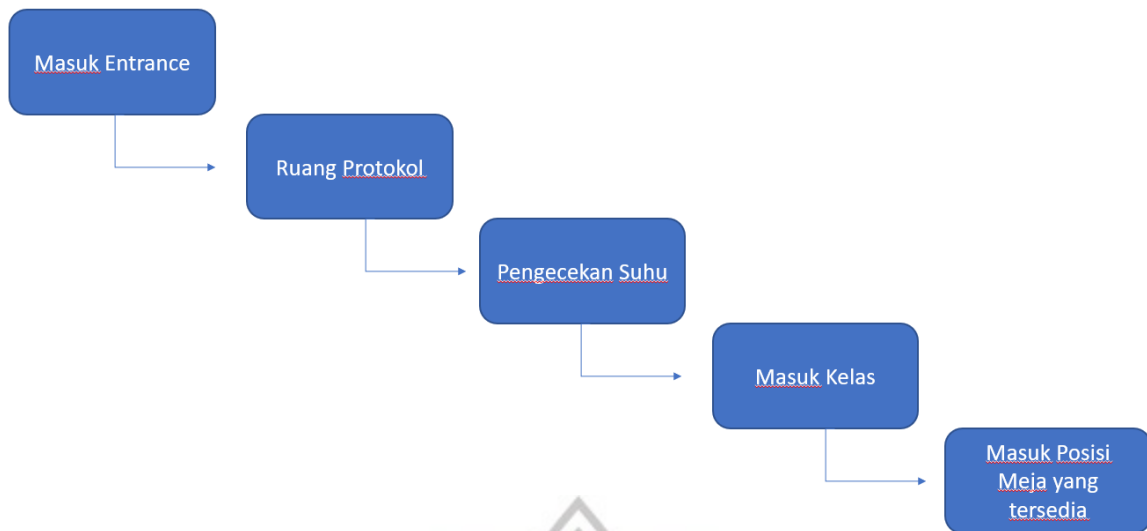 Masuk Entrance
Ruang Protokol
Pengecekan Suhu
Masuk Kelas
Masuk Posisi
Meja yang
tersedia